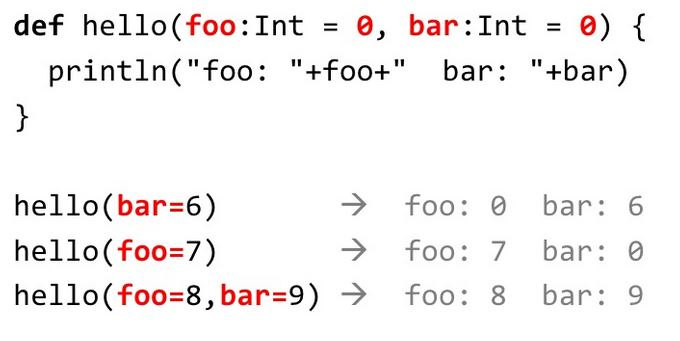 def hello(foo:Int = 0, bar:Int = 0) {
  println("foo: "+foo+"  bar: "+bar)
}
hello(bar=6) → foo: 0  bar: 6
hello(foo=7) → foo: 7  bar: 0
hello(foo=8,bar=9) → foo: 8  bar: 9